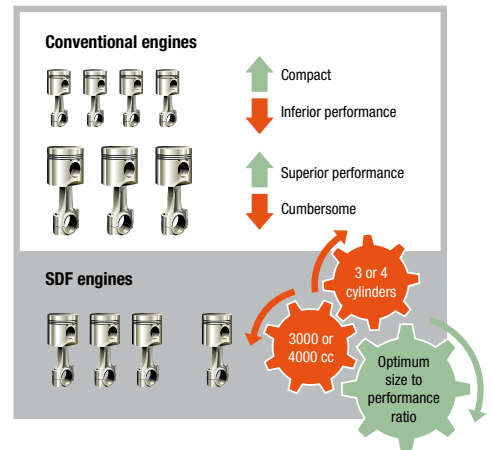 Conventional engines
Compact
Inferior performance
Superior performance
Cumbersome
SDF engines
3 or 4
cylinders
3000 or
4000 cc
Optimum
size to
performance
ratio